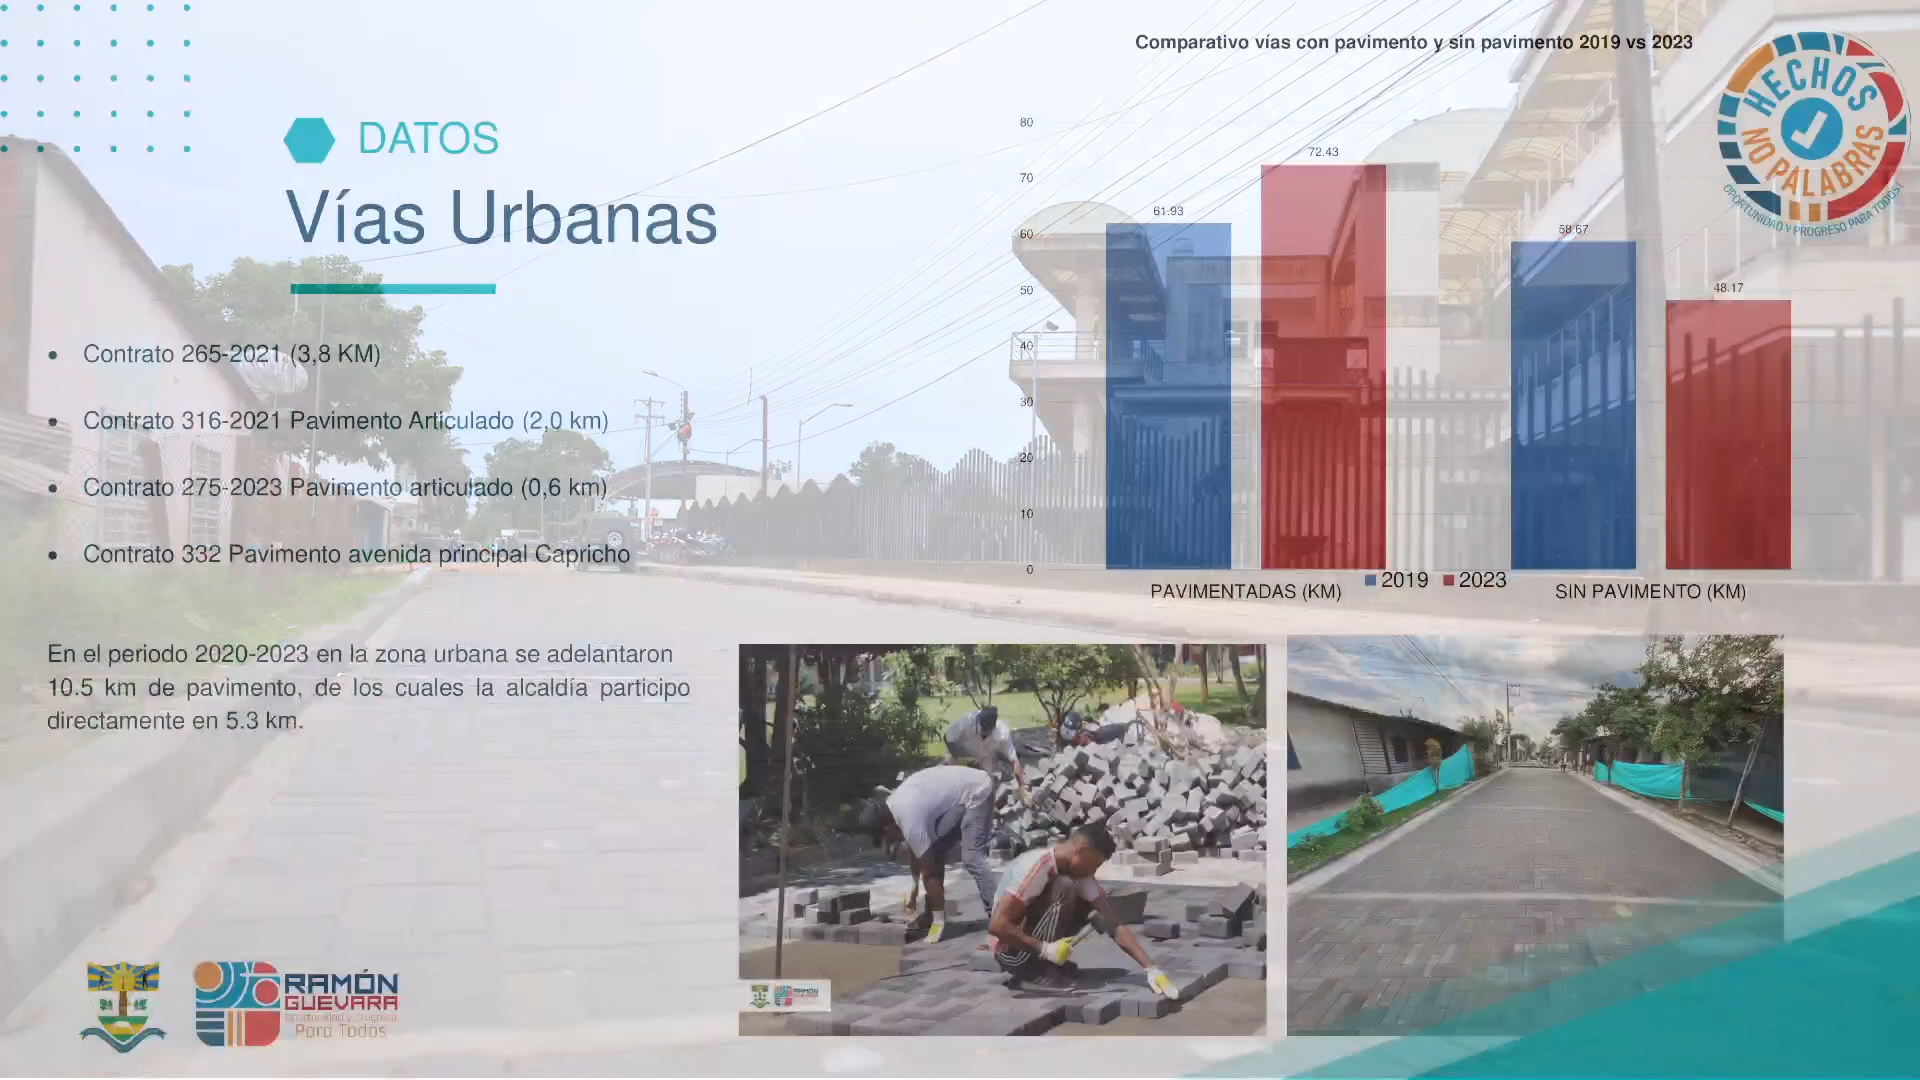 DATOS
Vías Urbanas
• Contrato 265-2021 (3,8 KM)
• Contrato 316-2021 Pavimento Articulado (2,0 km)
• Contrato 275-2023 Pavimento articulado (0,6 km)
• Contrato 332 Pavimento avenida principal Capricho
En el periodo 2020-2023 en la zona urbana se adelantaron
10.5 km de pavimento, de los cuales la alcaldía participo
directamente en 5.3 km.
Comparativo vías con pavimento y sin pavimento 2019 vs 2023
80
70
60
50
40
30
20
10
0
61.93
72.43
58.67
48.17
PAVIMENTADAS (KM)
2019 2023
SIN PAVIMENTO (KM)
HECHOS
NO PALABRAS
OPORTUNIDAD Y PROGRESO PARA TODOS!
RAMÓN
GUEVARA
Oportunidad y Progreso
Para Todos
RAMÓN
GUEVARA